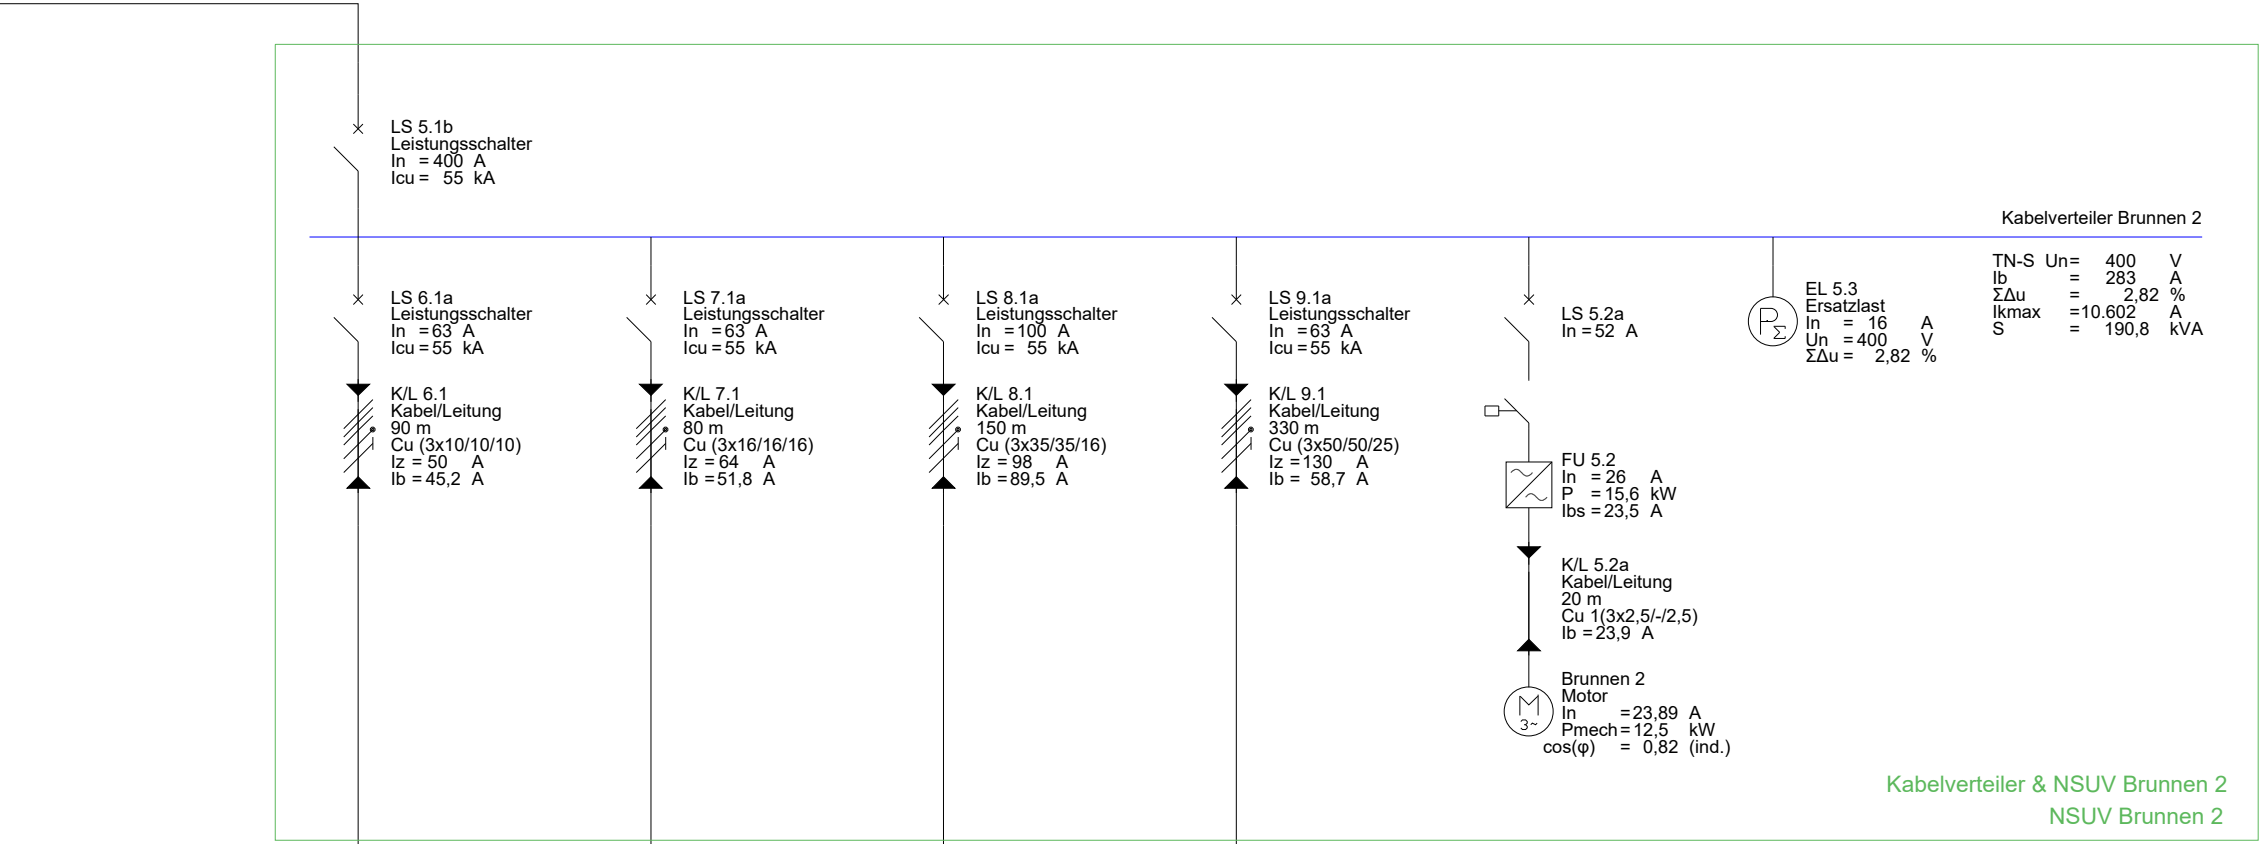 LS 5.1b
Leistungsschalter
In = 400 A
Icu = 55 kA
Kabelverteiler Brunnen 2
TN-S Un= 400 V
Ib = 283 A
ΣΔu = 2,82 %
Ikmax =10.602 A
S = 190,8 kVA
LS 6.1a
Leistungsschalter
In = 63 A
Icu = 55 kA
K/L 6.1
Kabel/Leitung
90 m
Cu (3x10/10/10)
Iz = 50 A
Ib = 45,2 A
LS 7.1a
Leistungsschalter
In = 63 A
Icu = 55 kA
K/L 7.1
Kabel/Leitung
80 m
Cu (3x16/16/16)
Iz = 64 A
Ib = 51,8 A
LS 8.1a
Leistungsschalter
In = 100 A
Icu = 55 kA
K/L 8.1
Kabel/Leitung
150 m
Cu (3x35/35/16)
Iz = 98 A
Ib = 89,5 A
LS 9.1a
Leistungsschalter
In = 63 A
Icu = 55 kA
K/L 9.1
Kabel/Leitung
330 m
Cu (3x50/50/25)
Iz = 130 A
Ib = 58,7 A
LS 5.2a
In = 52 A
FU 5.2
In = 26 A
P = 15,6 kW
Ibs = 23,5 A
K/L 5.2a
Kabel/Leitung
20 m
Cu 1(3x2,5/-/2,5)
Ib = 23,9 A
M
3~
Brunnen 2
Motor
In = 23,89 A
Pmech = 12,5 kW
cos(φ) = 0,82 (ind.)
PΣ
EL 5.3
Ersatzlast
In = 16 A
Un = 400 V
ΣΔu = 2,82 %
Kabelverteiler & NSUV Brunnen 2
NSUV Brunnen 2